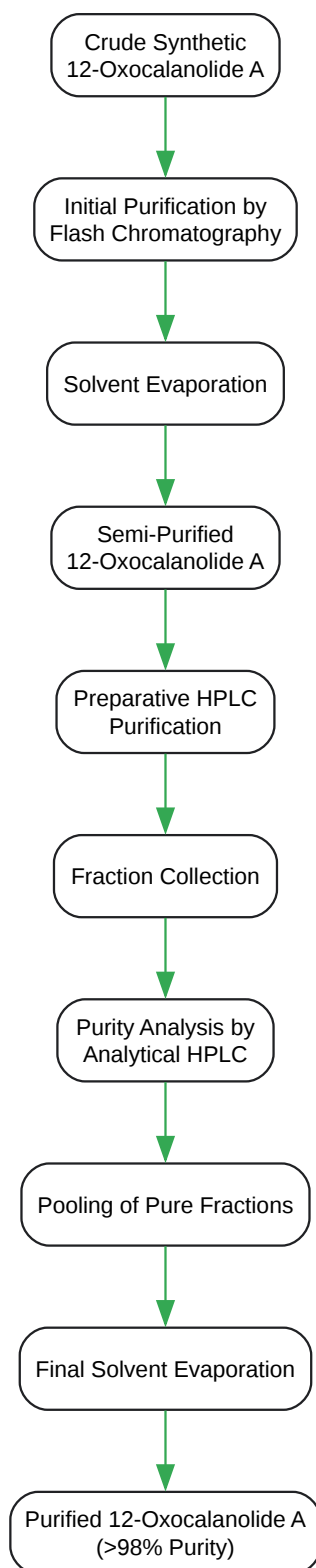 Crude Synthetic
12-Oxocalanolide A
Initial Purification by
Flash Chromatography
Solvent Evaporation
Semi-Purified
12-Oxocalanolide A
Preparative HPLC
Purification
Fraction Collection
Purity Analysis by
Analytical HPLC
Pooling of Pure Fractions
Final Solvent Evaporation
Purified 12-Oxocalanolide A
(>98% Purity)